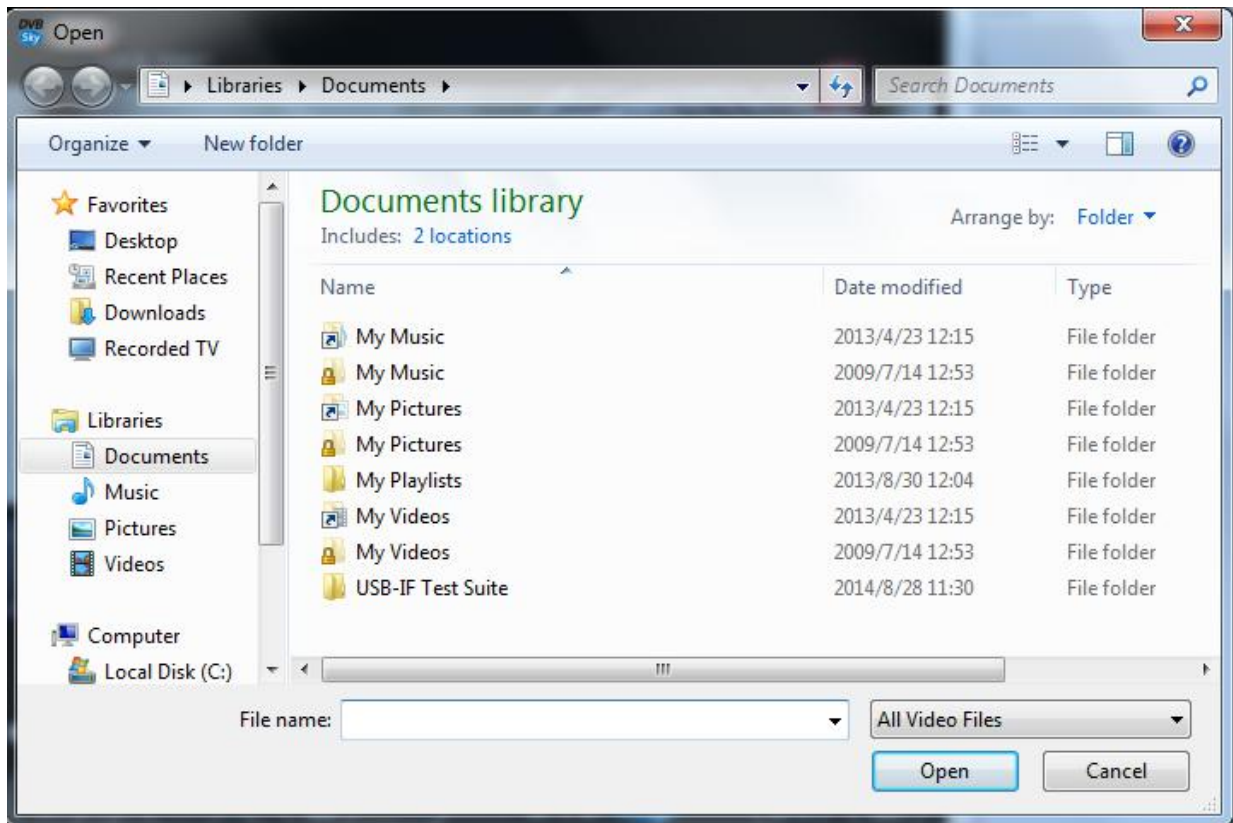 DVB Sky Open
Libraries Documents Search Documents
Organize New folder
Favorites
Desktop
Recent Places
Downloads
Recorded TV
Libraries
Documents
Music
Pictures
Videos
Computer
Local Disk (C:)
Documents library
Includes: 2 locations
Arrange by: Folder
Name Date modified Type
My Music 2013/4/23 12:15 File folder
My Music 2009/7/14 12:53 File folder
My Pictures 2013/4/23 12:15 File folder
My Pictures 2009/7/14 12:53 File folder
My Playlists 2013/8/30 12:04 File folder
My Videos 2013/4/23 12:15 File folder
My Videos 2009/7/14 12:53 File folder
USB-IF Test Suite 2014/8/28 11:30 File folder
File name: All Video Files
Open Cancel